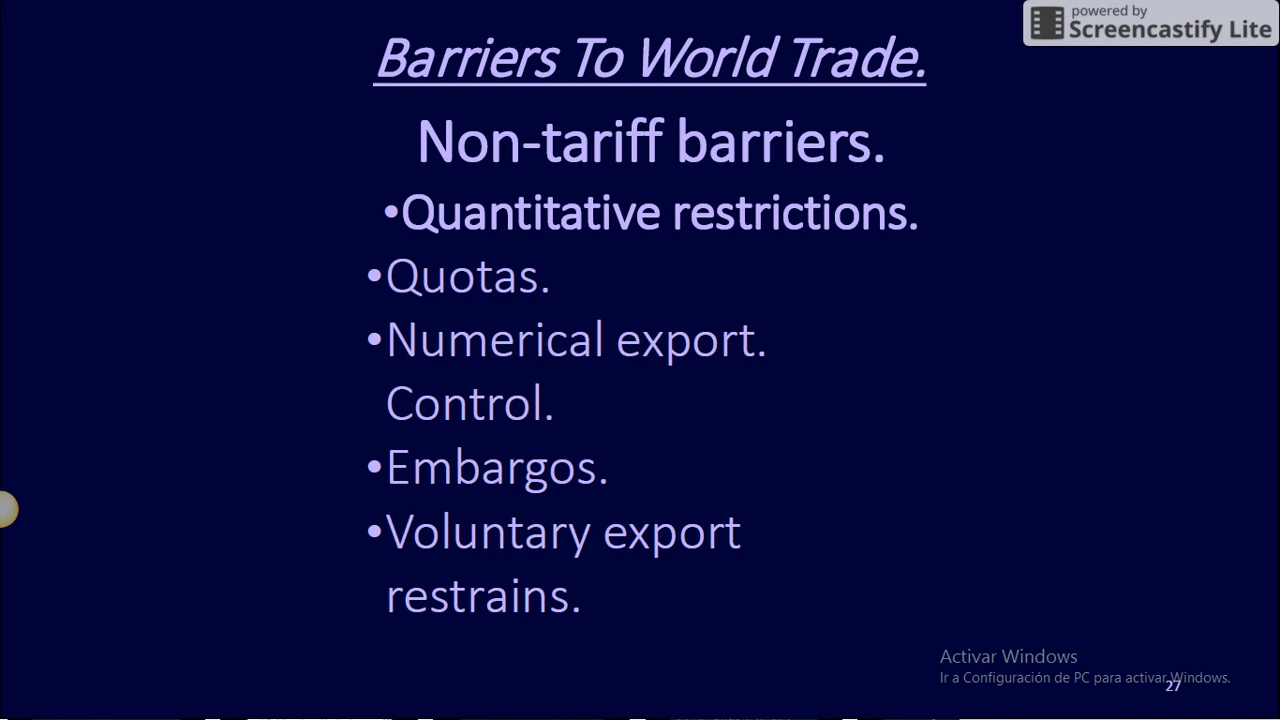 powered by
Screencastify Lite
Barriers To World Trade.
Non-tariff barriers.
•Quantitative restrictions.
•Quotas.
•Numerical export.
Control.
•Embargos.
•Voluntary export
restrains.
Activar Windows
Ir a Configuración de PC para activar Windows.
27